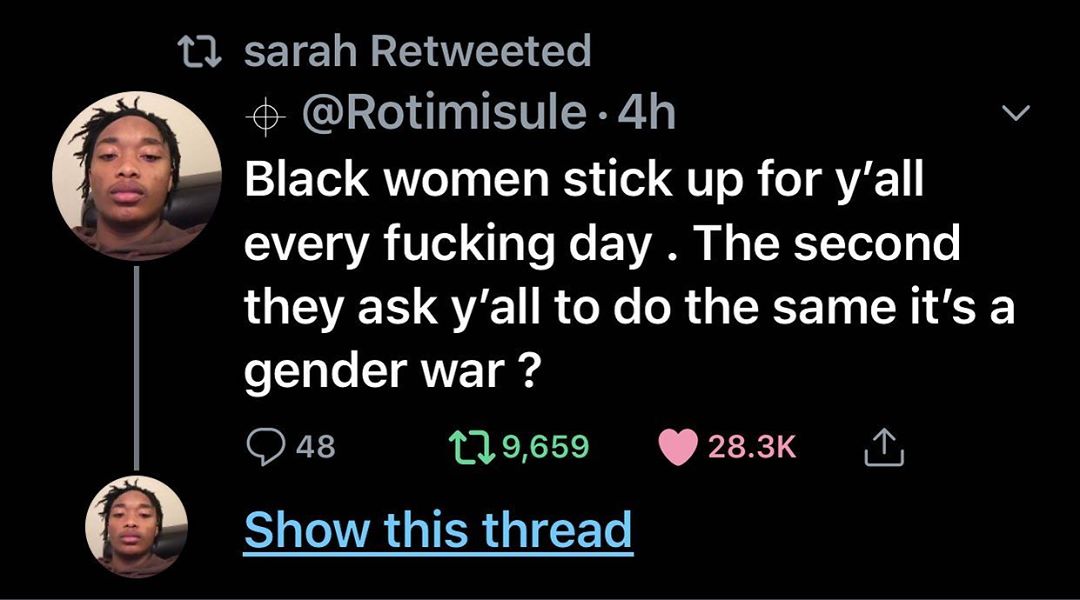 sarah Retweeted
@Rotimisule · 4h
Black women stick up for y’all
every fucking day . The second
they ask y’all to do the same it’s a
gender war ?
48 9,659 28.3K
Show this thread